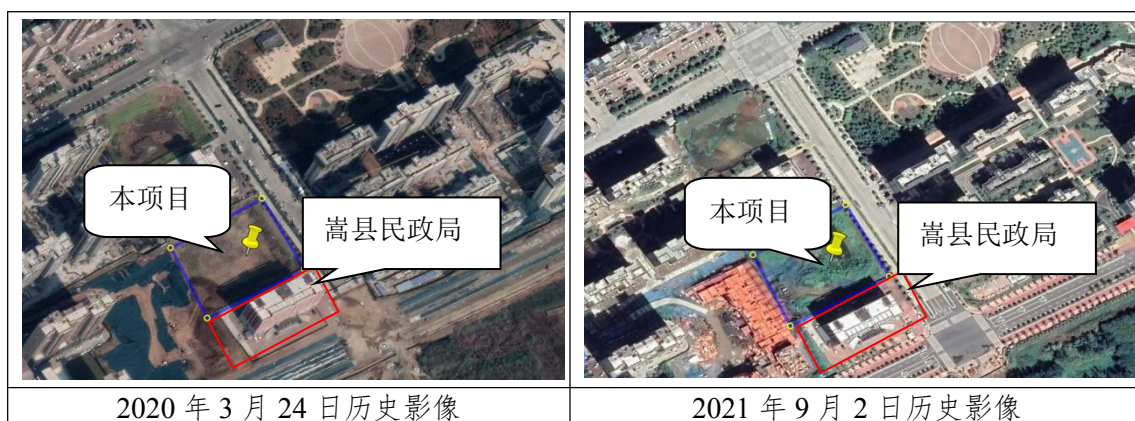 本项目
嵩县民政局
本项目
嵩县民政局
2020 年 3 月 24 日历史影像
2021 年 9 月 2 日历史影像